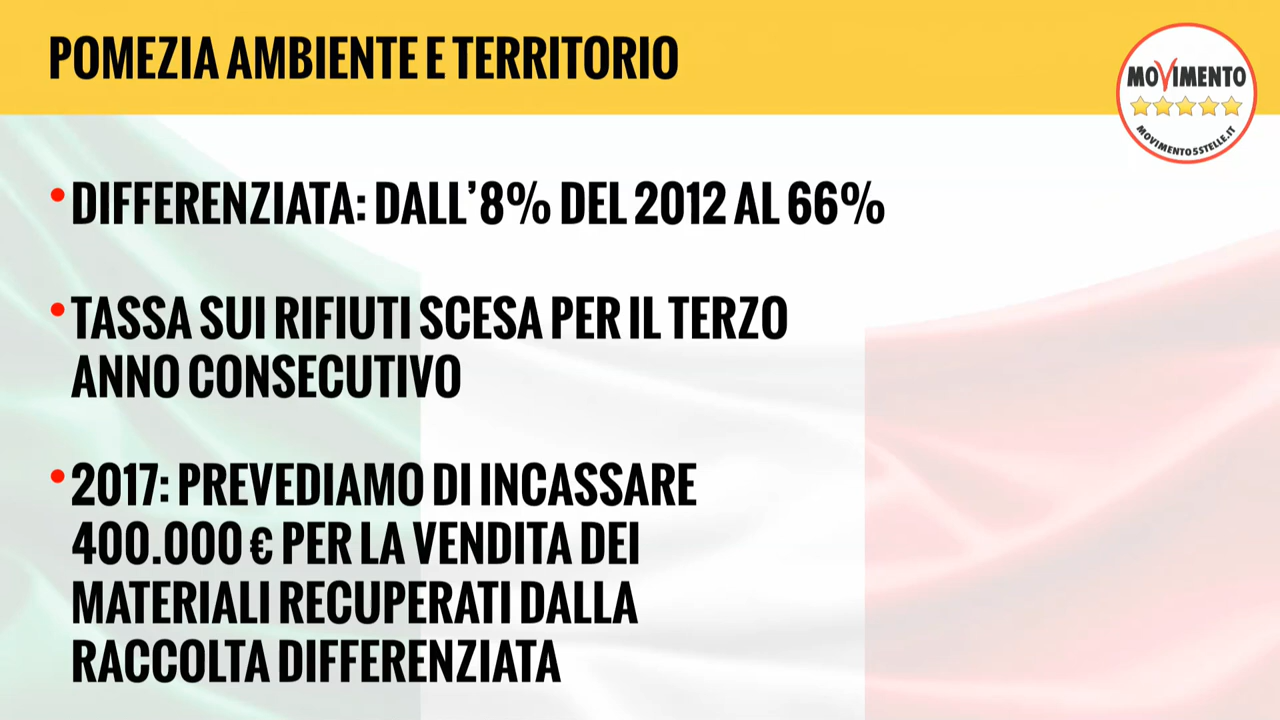 POMEZIA AMBIENTE E TERRITORIO
MOVIMENTO
MOVIMENTO5STELLE.IT
•DIFFERENZIATA: DALL’8% DEL 2012 AL 66%
•TASSA SUI RIFIUTI SCESA PER IL TERZO
ANNO CONSECUTIVO
•2017: PREVEDIAMO DI INCASSARE
400.000 € PER LA VENDITA DEI
MATERIALI RECUPERATI DALLA
RACCOLTA DIFFERENZIATA